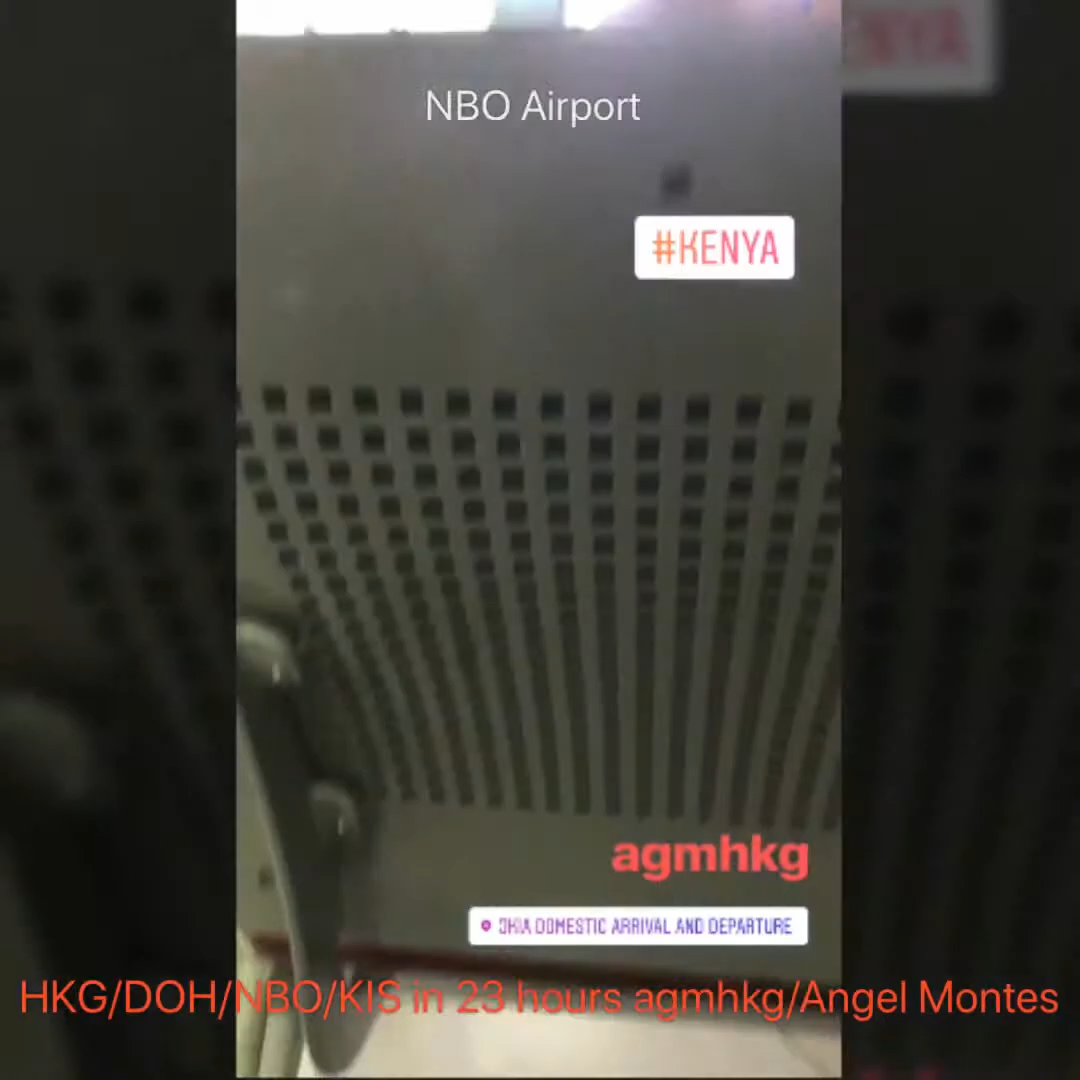 NBO Airport
#KENYA
agmhkg
JKIA DOMESTIC ARRIVAL AND DEPARTURE
HKG/DOH/NBO/KIS in 23 hours agmhkg/Angel Montes